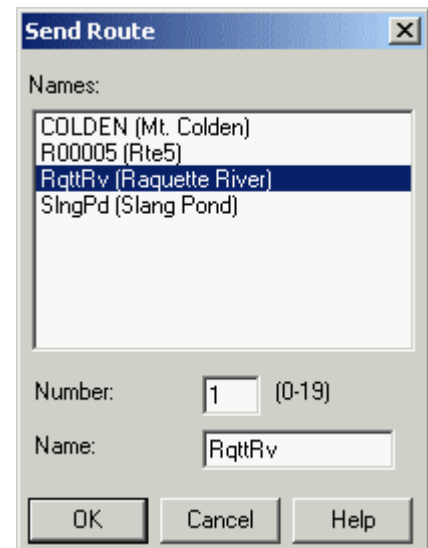 Send Route
Names:
COLDEN (Mt. Colden)
R00005 (Rte5)
RqttRv (Raquette River)
SlngPd (Slang Pond)
Number: 1 (0-19)
Name: RqttRv
OK Cancel Help